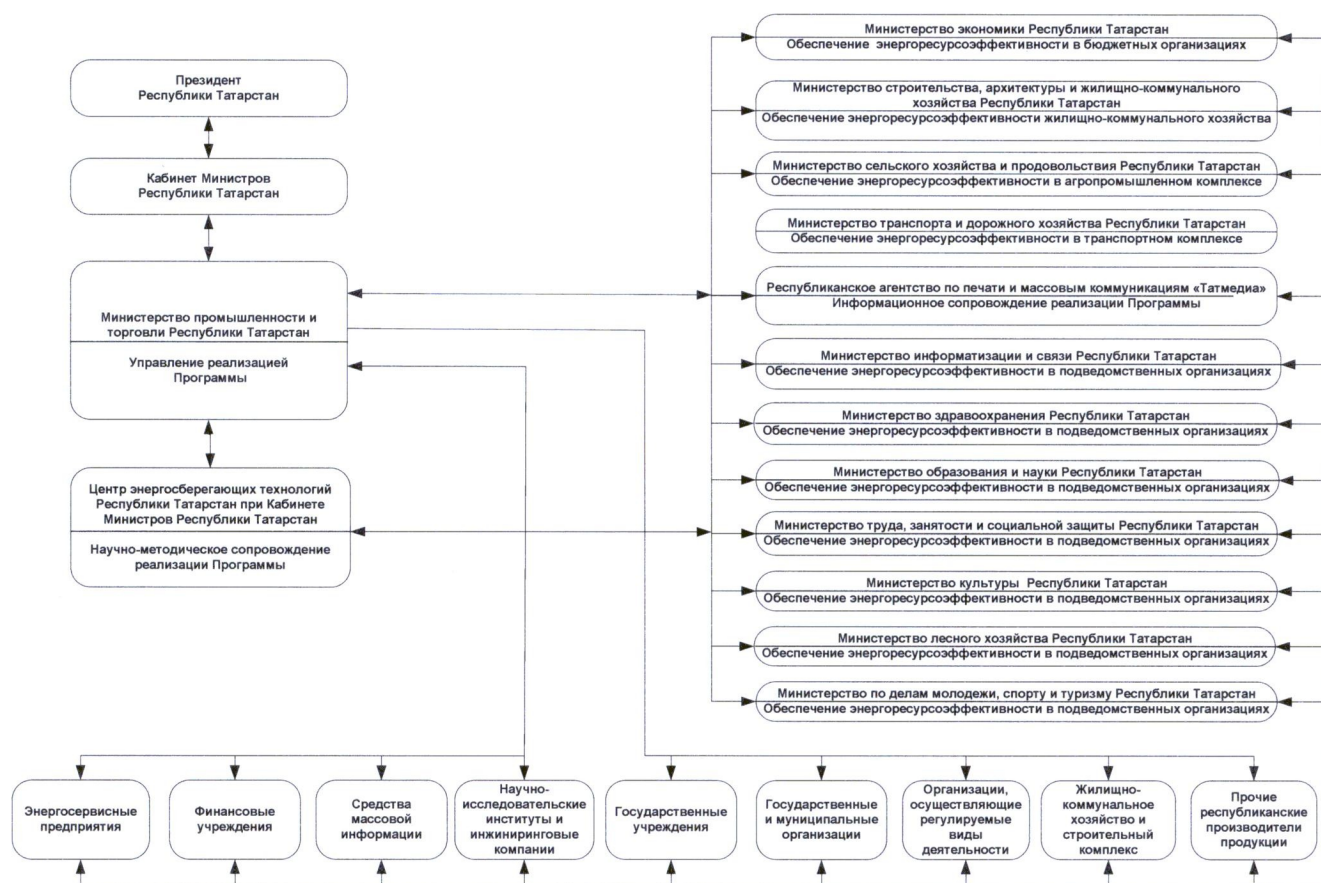 Президент
Республики Татарстан
Кабинет Министров
Республики Татарстан
Министерство промышленности и
торговли Республики Татарстан
Управление реализацией
Программы
Центр энергосберегающих технологий
Республики Татарстан при Кабинете
Министров Республики Татарстан
Научно-методическое сопровождение
реализации Программы
Министерство экономики Республики Татарстан
Обеспечение энергоресурсоэффективности в бюджетных организациях
Министерство строительства, архитектуры и жилищно-коммунального
хозяйства Республики Татарстан
Обеспечение энергоресурсоэффективности жилищно-коммунального хозяйства
Министерство сельского хозяйства и продовольствия Республики Татарстан
Обеспечение энергоресурсоэффективности в агропромышленном комплексе
Министерство транспорта и дорожного хозяйства Республики Татарстан
Обеспечение энергоресурсоэффективности в транспортном комплексе
Республиканское агентство по печати и массовым коммуникациям «Татмедиа»
Информационное сопровождение реализации Программы
Министерство информатизации и связи Республики Татарстан
Обеспечение энергоресурсоэффективности в подведомственных организациях
Министерство здравоохранения Республики Татарстан
Обеспечение энергоресурсоэффективности в подведомственных организациях
Министерство образования и науки Республики Татарстан
Обеспечение энергоресурсоэффективности в подведомственных организациях
Министерство труда, занятости и социальной защиты Республики Татарстан
Обеспечение энергоресурсоэффективности в подведомственных организациях
Министерство культуры Республики Татарстан
Обеспечение энергоресурсоэффективности в подведомственных организациях
Министерство лесного хозяйства Республики Татарстан
Обеспечение энергоресурсоэффективности в подведомственных организациях
Министерство по делам молодежи, спорту и туризму Республики Татарстан
Обеспечение энергоресурсоэффективности в подведомственных организациях
Энергосервисные
предприятия
Финансовые
учреждения
Средства
массовой
информации
Научно-
исследовательские
институты и
инжиниринговые
компании
Государственные
учреждения
Государственные
и муниципальные
организации
Организации,
осуществляющие
регулируемые
виды
деятельности
Жилищно-
коммунальное
хозяйство и
строительный
комплекс
Прочие
республиканские
производители
продукции